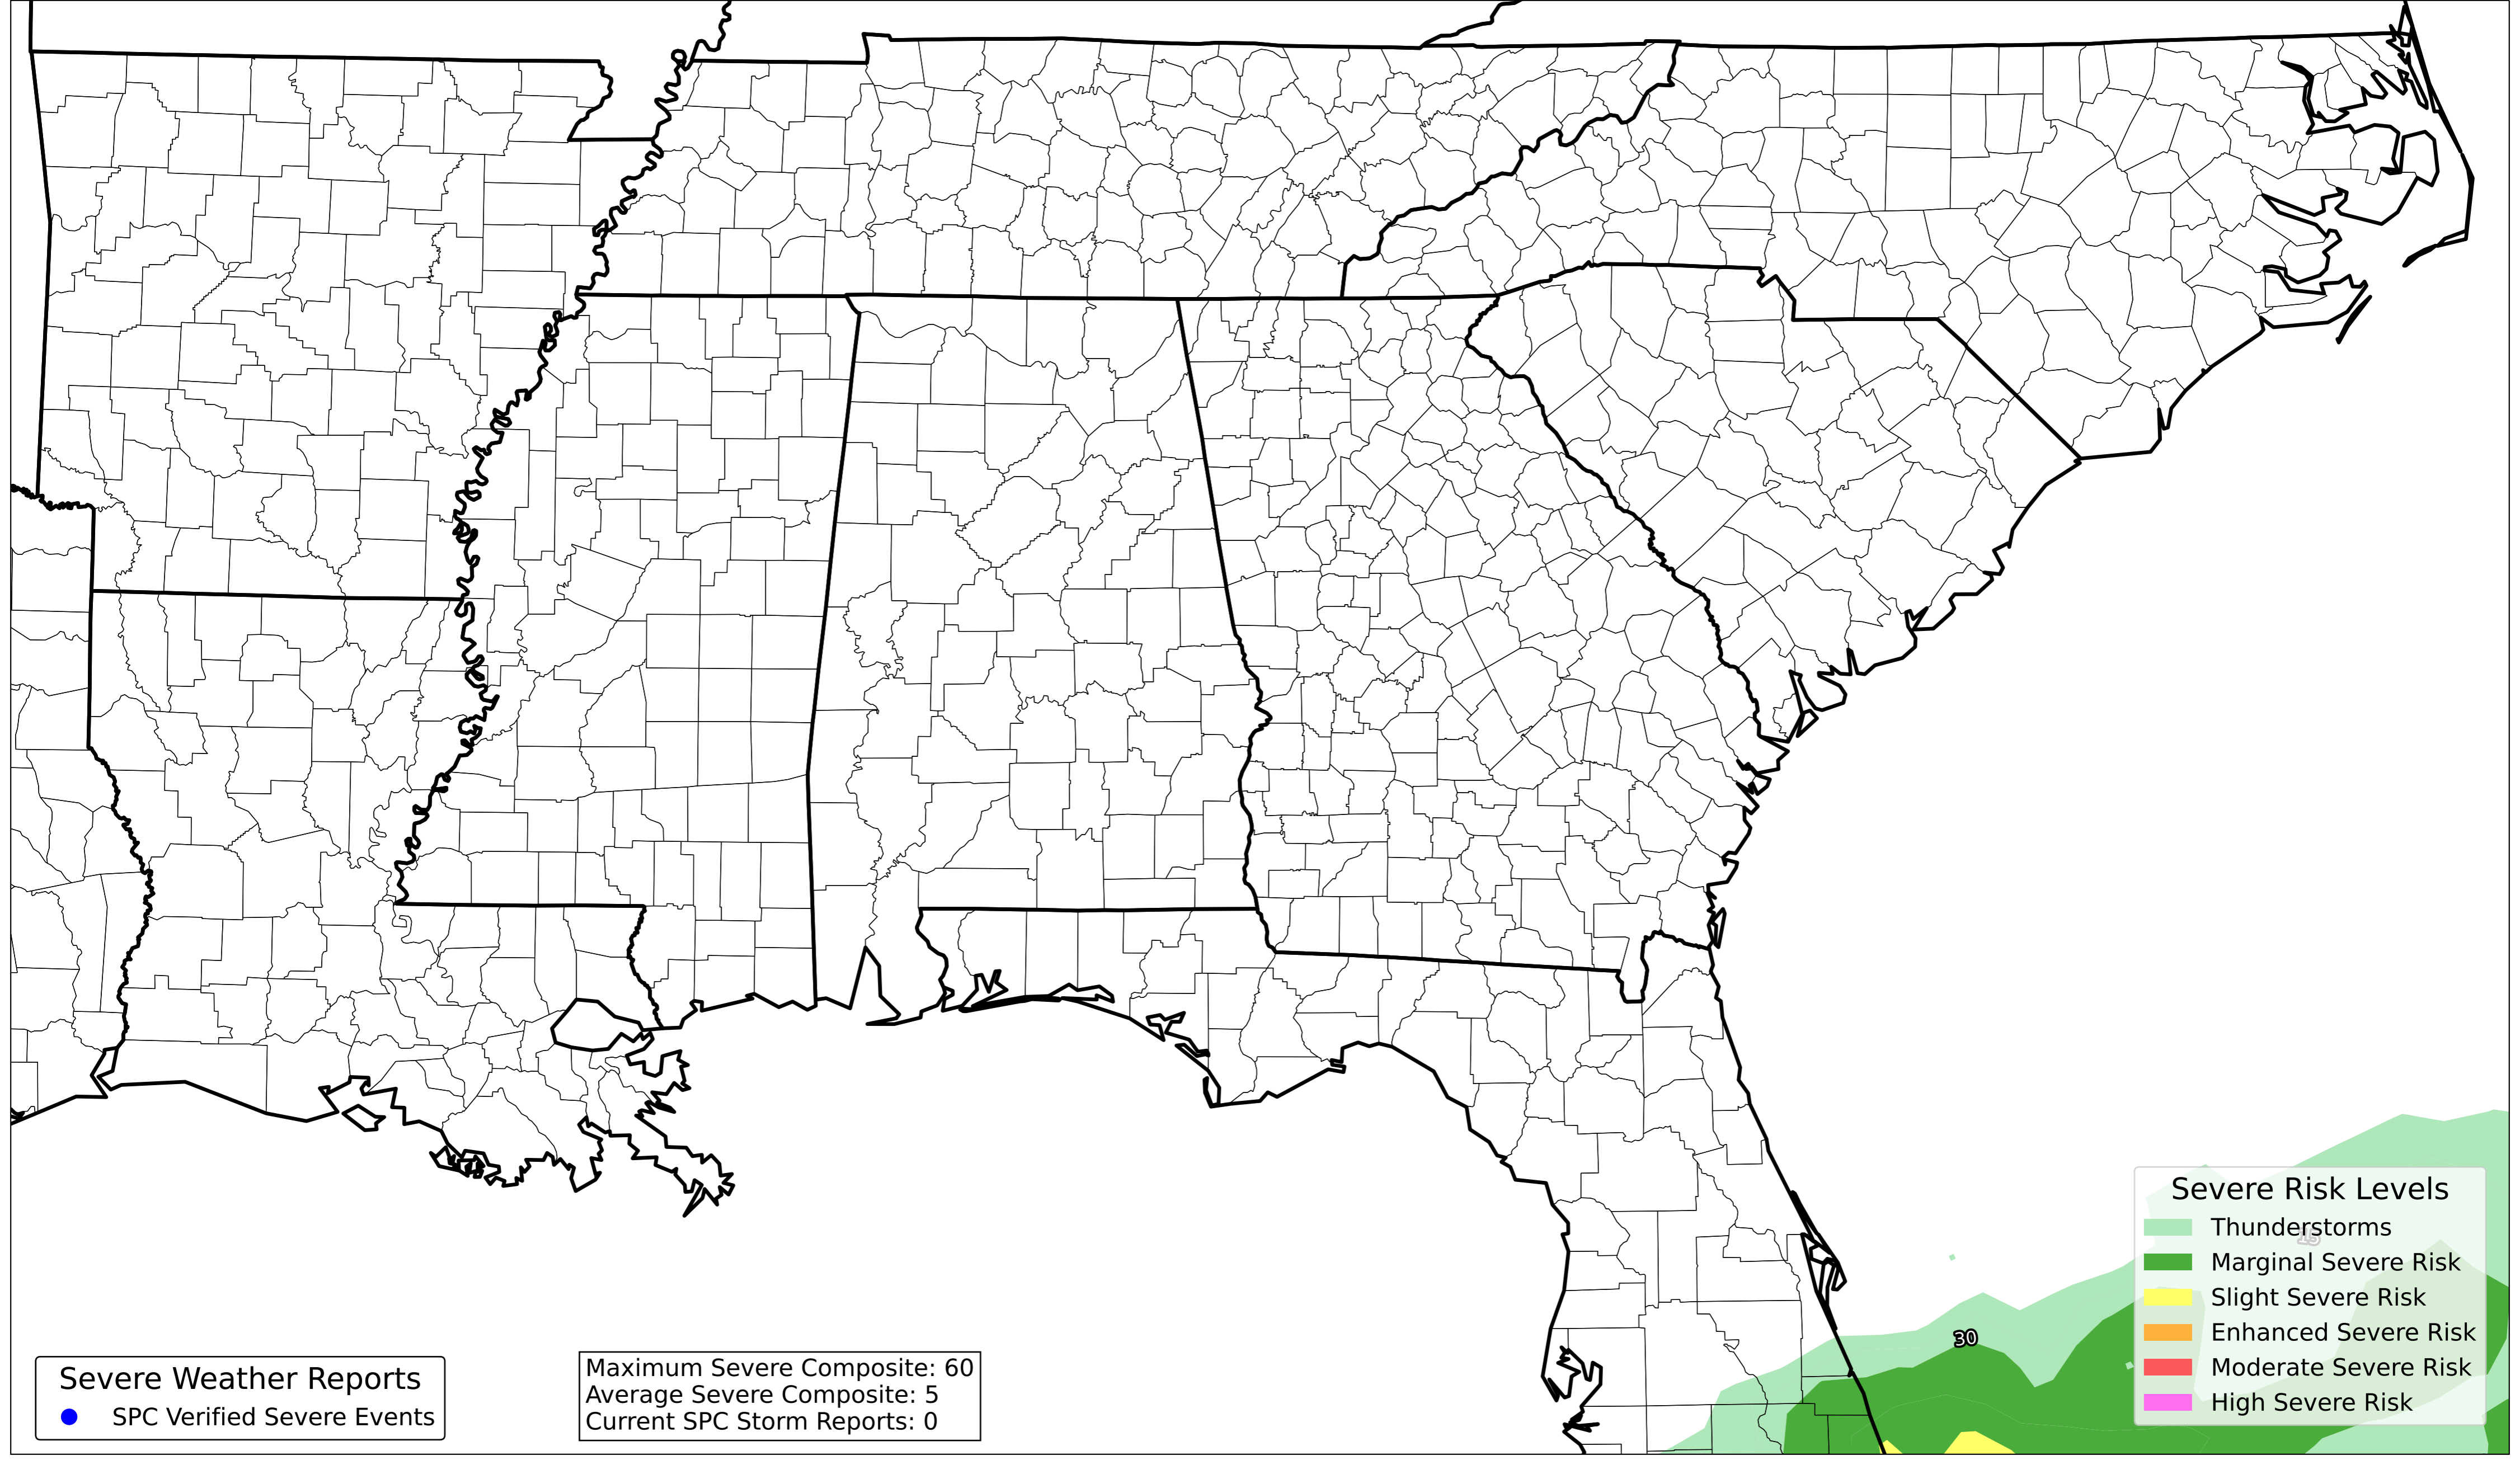 15
Severe Risk Levels
Thunderstorms
Marginal Severe Risk
Slight Severe Risk
Enhanced Severe Risk
Moderate Severe Risk
High Severe Risk
30
Severe Weather Reports
SPC Verified Severe Events
Maximum Severe Composite: 60
Average Severe Composite: 5
Current SPC Storm Reports: 0